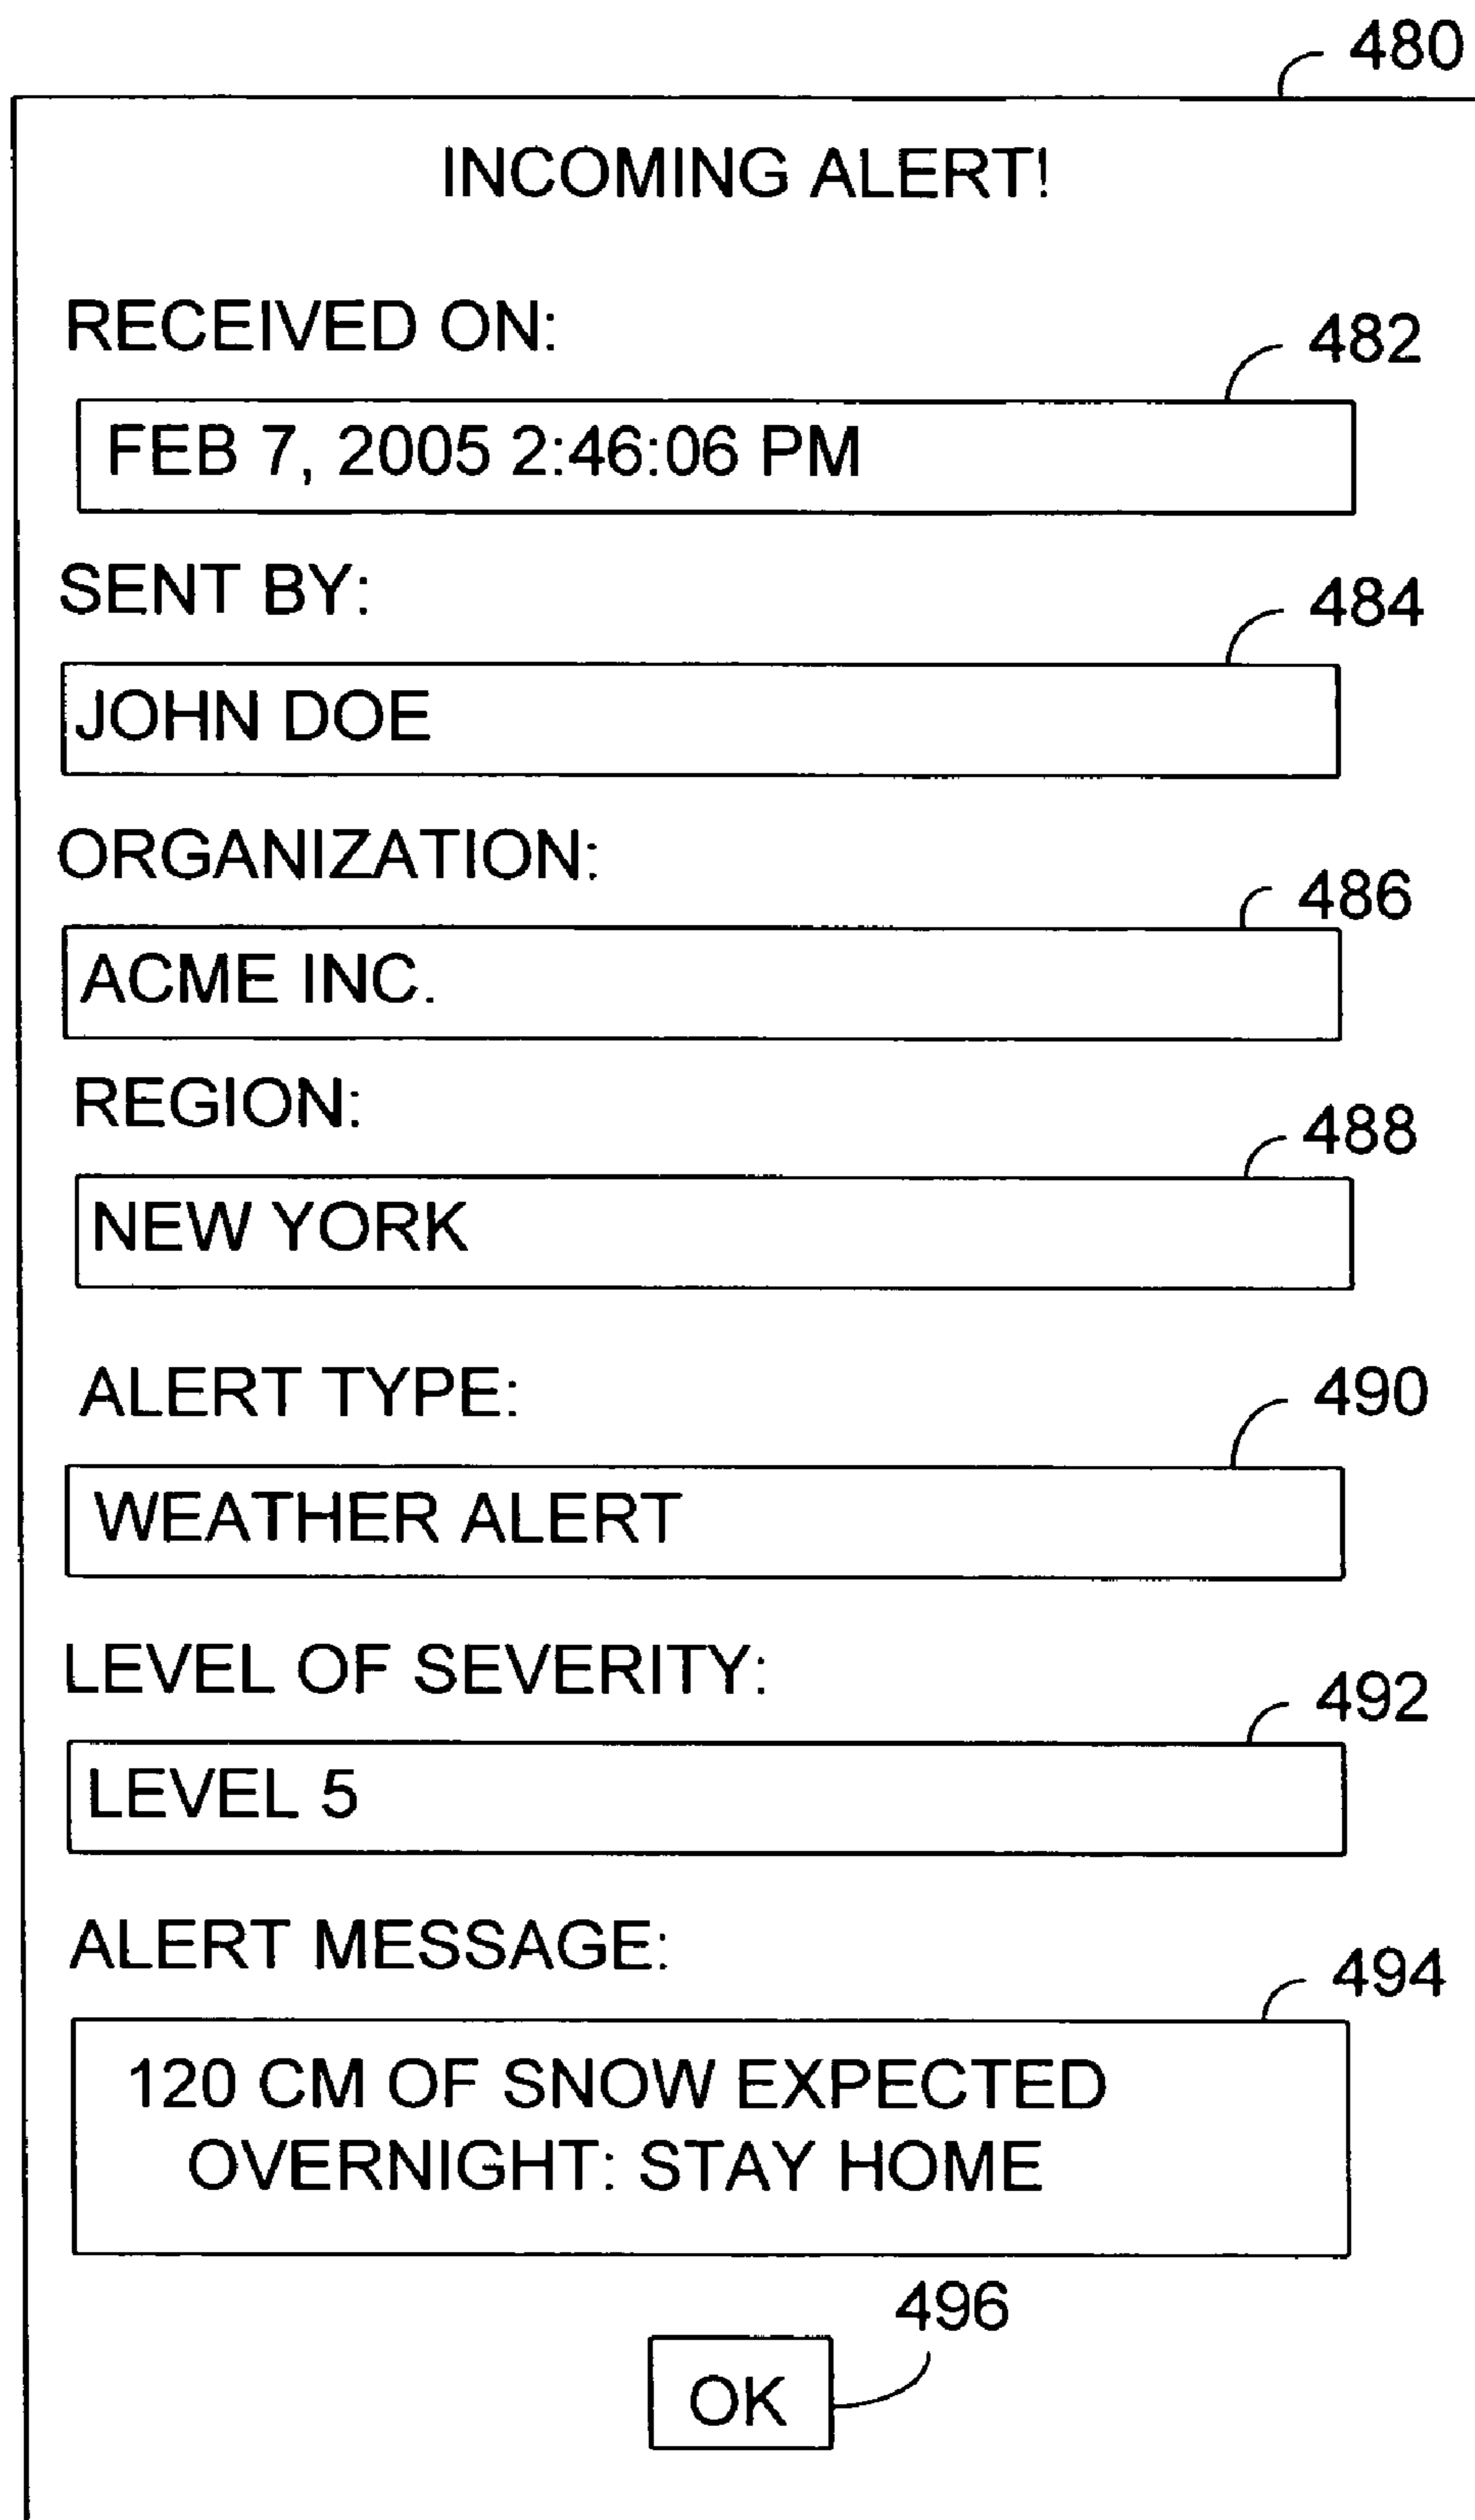 480
INCOMING ALERT!
RECEIVED ON:
482
FEB 7, 2005 2:46:06 PM
SENT BY:
484
JOHN DOE
ORGANIZATION:
486
ACME INC.
REGION:
488
NEW YORK
ALERT TYPE:
490
WEATHER ALERT
LEVEL OF SEVERITY:
492
LEVEL 5
ALERT MESSAGE:
494
120 CM OF SNOW EXPECTED
OVERNIGHT: STAY HOME
496
OK